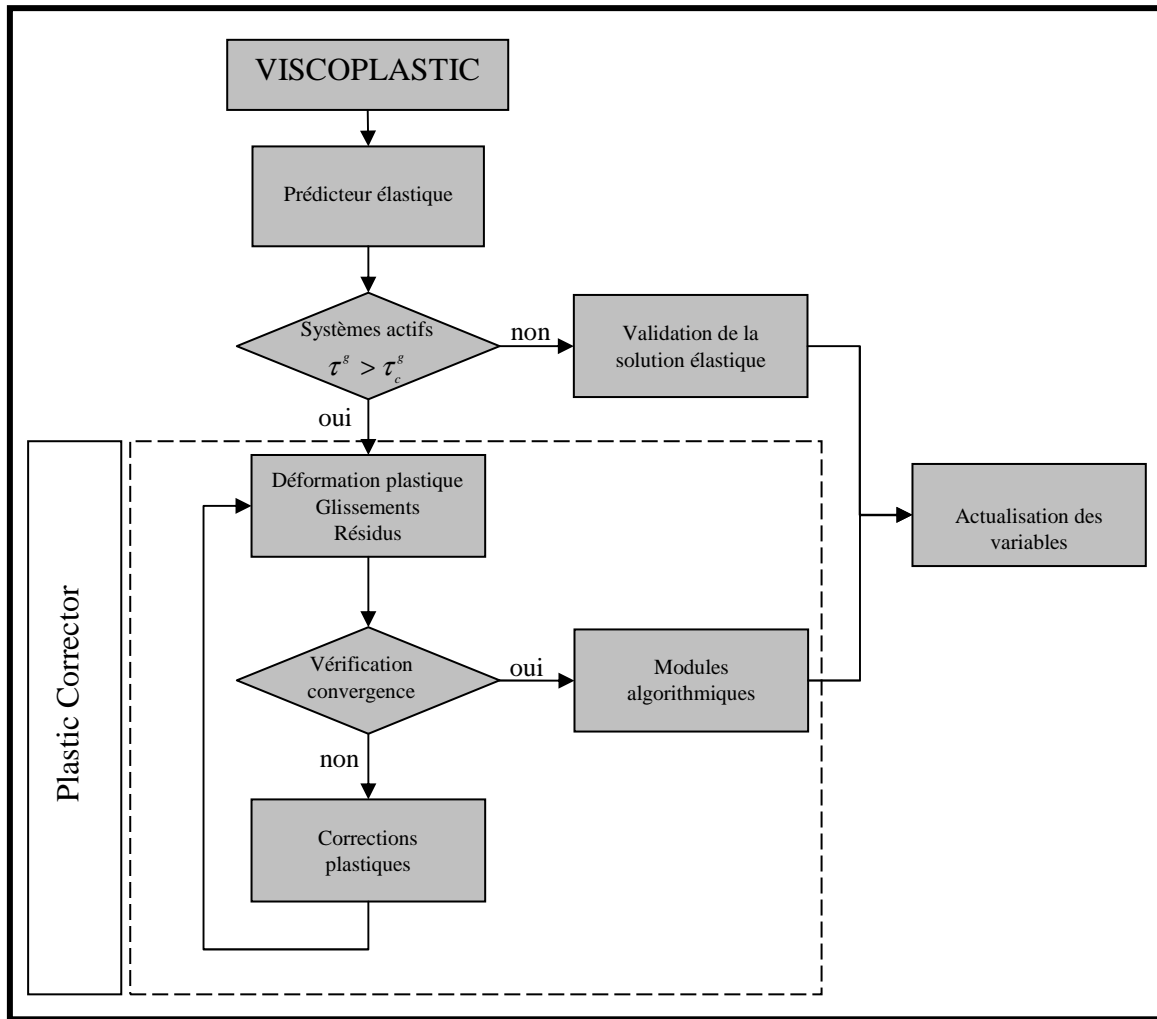 VISCOPLASTIC
Prédicteur élastique
Systèmes actifs
τ^g > τ_c^g
non
Validation de la
solution élastique
oui
Déformation plastique
Glissements
Résidus
Actualisation des
variables
Plastic Corrector
Vérification
convergence
oui
Modules
algorithmiques
non
Corrections
plastiques